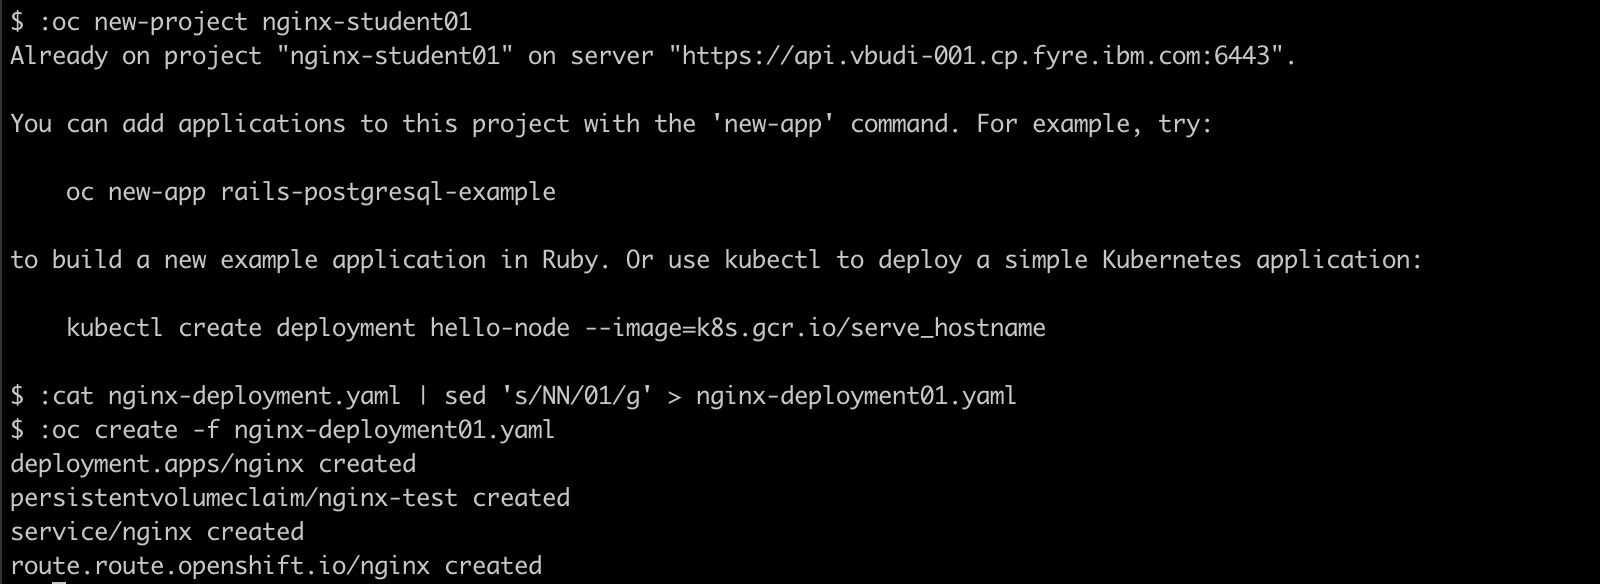 $ :oc new-project nginx-student01
Already on project "nginx-student01" on server "https://api.vbudi-001.cp.fyre.ibm.com:6443".
You can add applications to this project with the 'new-app' command. For example, try:
oc new-app rails-postgresql-example
to build a new example application in Ruby. Or use kubectl to deploy a simple Kubernetes application:
kubectl create deployment hello-node --image=k8s.gcr.io/serve_hostname
$ :cat nginx-deployment.yaml | sed 's/NN/01/g' > nginx-deployment01.yaml
$ :oc create -f nginx-deployment01.yaml
deployment.apps/nginx created
persistentvolumeclaim/nginx-test created
service/nginx created
route.route.openshift.io/nginx created